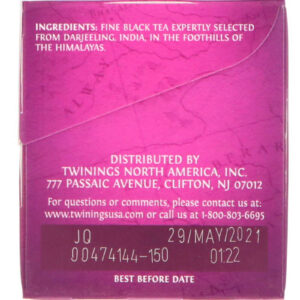 TWININGS: FINE BLACK TEA EXPERTLY SELECTED
FROM DARJEELING, INDIA, IN THE FOOTHILLS OF
THE HIMALAYAS.
DISTRIBUTED BY
TWININGS NORTH AMERICA, INC.
777 PASSAIC AVENUE, CLIFTON, NJ 07012
For questions or comments, please contact us at:
www.twiningsusa.com or call us at 1-800-803-6695
JQ 29/MAY/2021
00474144-150 0122
BEST BEFORE DATE